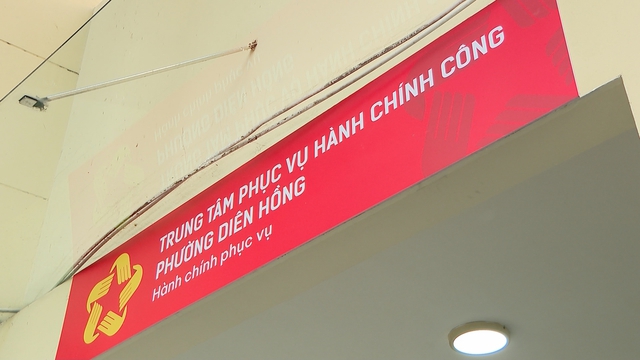 TRUNG TÂM PHỤC VỤ HÀNH CHÍNH CÔNG
PHƯỜNG DIÊN HỒNG
Hành chính phục vụ